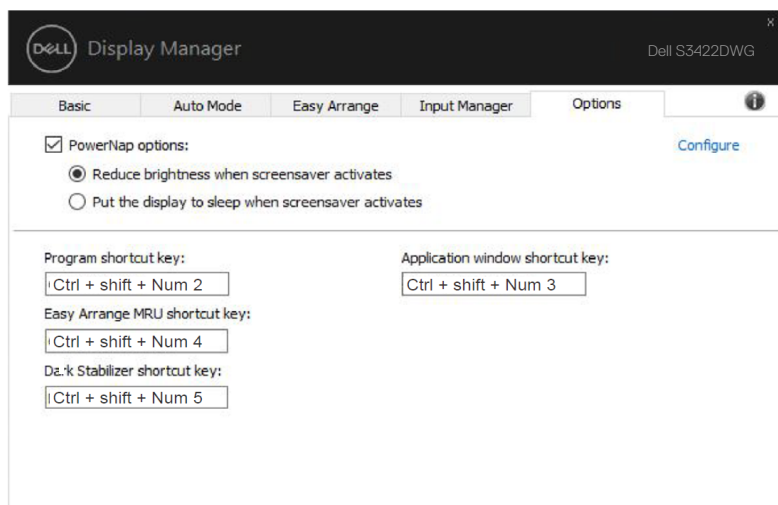 x
DELL Display Manager
Dell S3422DWG
Basic Auto Mode Easy Arrange Input Manager Options
PowerNap options: Configure
Reduce brightness when screensaver activates
Put the display to sleep when screensaver activates
Program shortcut key: Application window shortcut key:
Ctrl + shift + Num 2 Ctrl + shift + Num 3
Easy Arrange MRU shortcut key:
Ctrl + shift + Num 4
Dark Stabilizer shortcut key:
Ctrl + shift + Num 5